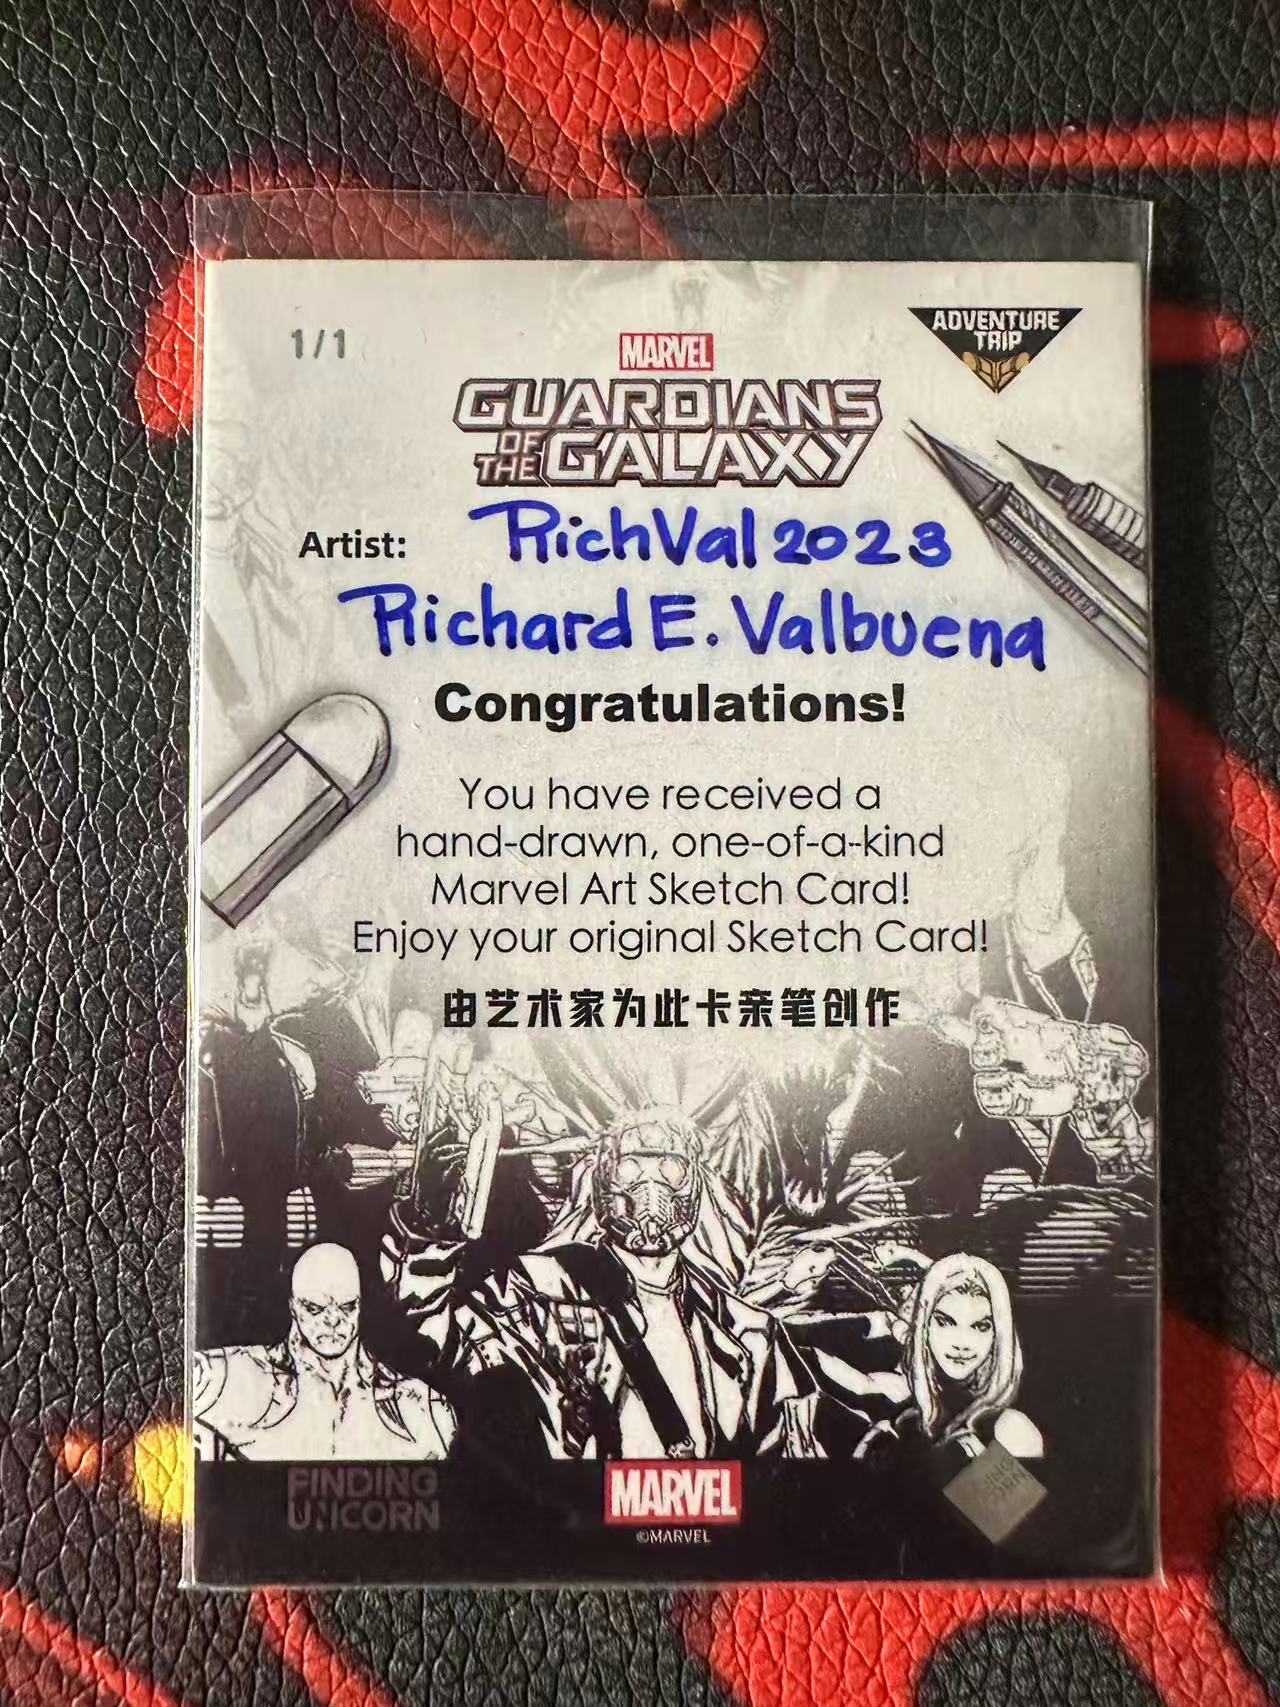 1/1
ADVENTURE
TRIP
MARVEL
GUARDIANS
OF
THE
GALAXY
Artist: RichVal 2023
Richard E. Valbuena
Congratulations!
You have received a
hand-drawn, one-of-a-kind
Marvel Art Sketch Card!
Enjoy your original Sketch Card!
由艺术家为此卡亲笔创作
FINDING
UNICORN
MARVEL
©MARVEL